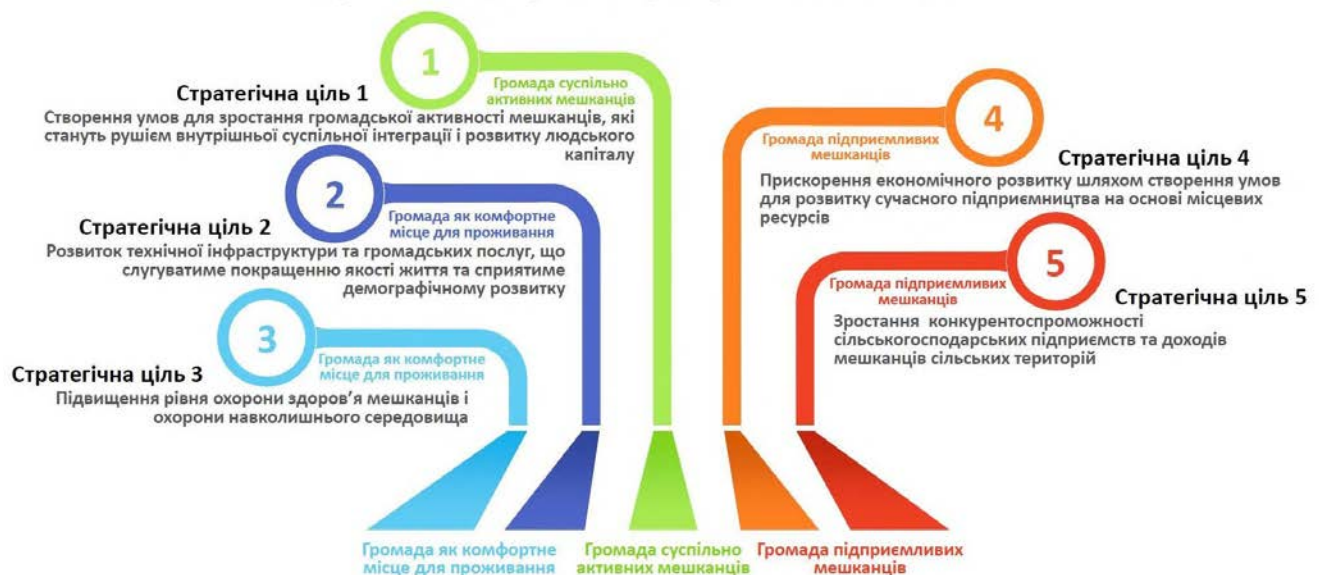 1
Громада суспільно
активних мешканців
Стратегічна ціль 1
Створення умов для зростання громадської активності мешканців, які
стануть рушієм внутрішньої суспільної інтеграції і розвитку людського
капіталу
2
Громада як комфортне
місце для проживання
Стратегічна ціль 2
Розвиток технічної інфраструктури та громадських послуг, що
слугуватиме покращенню якості життя та сприятиме
демографічному розвитку
3
Громада як комфортне
місце для проживання
Стратегічна ціль 3
Підвищення рівня охорони здоров’я мешканців і
охорони навколишнього середовища
4
Громада підприємливих
мешканців
Стратегічна ціль 4
Прискорення економічного розвитку шляхом створення умов
для розвитку сучасного підприємництва на основі місцевих
ресурсів
5
Громада підприємливих
мешканців
Стратегічна ціль 5
Зростання конкурентоспроможності
сільськогосподарських підприємств та доходів
мешканців сільських територій
Громада як комфортне
місце для проживання
Громада суспільно
активних мешканців
Громада підприємливих
мешканців